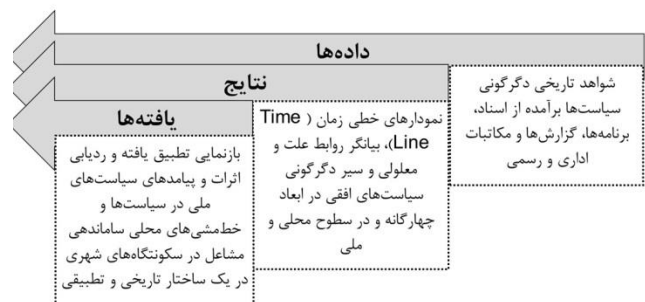 داده‌ها
نتایج
یافته‌ها
شواهد تاریخی دگرگونی
سیاست‌ها برآمده از اسناد،
برنامه‌ها، گزارش‌ها و مکاتبات
اداری و رسمی
نمودارهای خطی زمان ( Time
Line)، بیانگر روابط علت و
معلولی و سیر دگرگونی
سیاست‌های افقی در ابعاد
چهارگانه و در سطوح محلی و
ملی
بازنمایی تطبیق یافته و ردیابی
اثرات و پیامدهای سیاست‌های
ملی در سیاست‌ها و
خط‌مشی‌های محلی ساماندهی
مشاغل در سکونتگاه‌های شهری
در یک ساختار تاریخی و تطبیقی